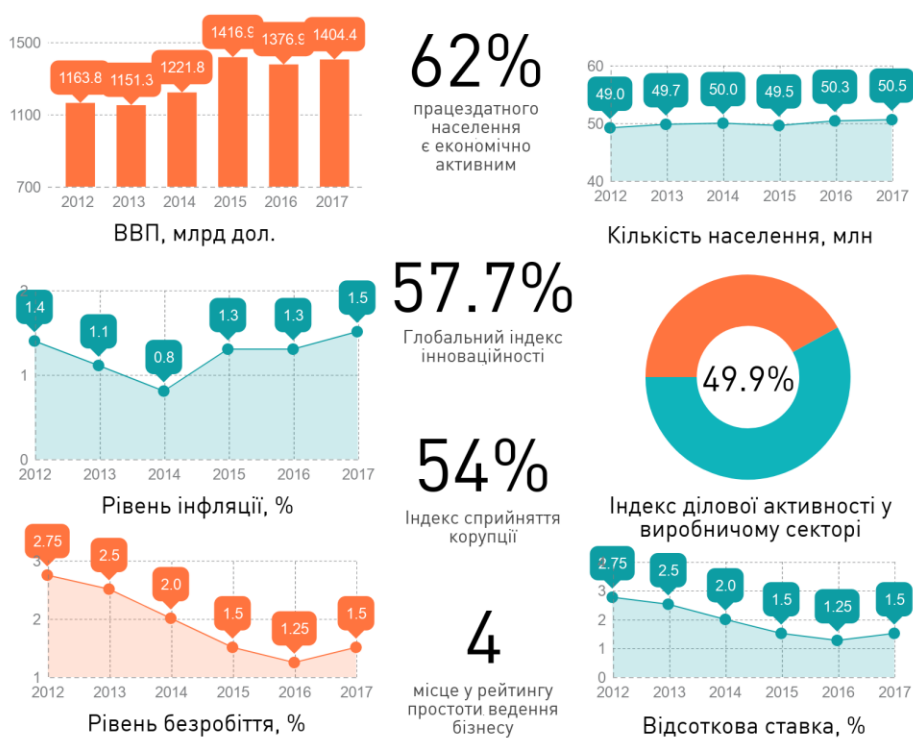 1163.8
1151.3
1221.8
1416.9
1376.9
1404.4
1500
1100
700
2012 2013 2014 2015 2016 2017
ВВП, млрд дол.
62%
працездатного
населення
є економічно
активним
60
50
40
49.0
49.7
50.0
49.5
50.3
50.5
2012 2013 2014 2015 2016 2017
Кількість населення, млн
2
1
0
1.4
1.1
0.8
1.3
1.3
1.5
2012 2013 2014 2015 2016 2017
Рівень інфляції, %
57.7%
Глобальний індекс
інноваційності
49.9%
Індекс ділової активності у
виробничому секторі
54%
Індекс сприйняття
корупції
3
2
1
2.75
2.5
2.0
1.5
1.25
1.5
2012 2013 2014 2015 2016 2017
Рівень безробіття, %
4
місце у рейтингу
простоти ведення
бізнесу
3
2
1
0
2.75
2.5
2.0
1.5
1.25
1.5
2012 2013 2014 2015 2016 2017
Відсоткова ставка, %